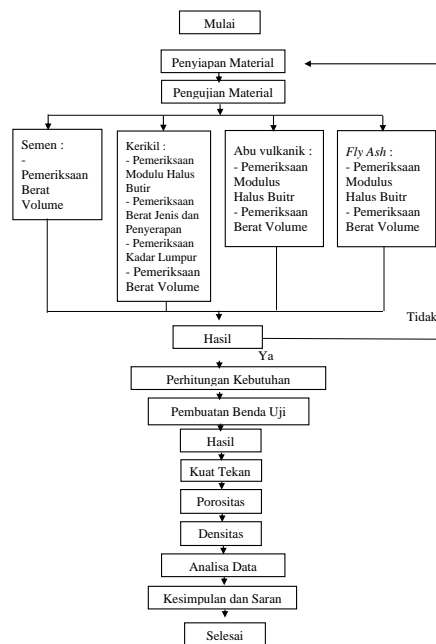 Mulai
Penyiapan Material
Pengujian Material
Semen :
-
Pemeriksaan
Berat
Volume
Kerikil :
- Pemeriksaan
Modulu Halus
Butir
- Pemeriksaan
Berat Jenis dan
Penyerapan
- Pemeriksaan
Kadar Lumpur
- Pemeriksaan
Berat Volume
Abu vulkanik :
- Pemeriksaan
Modulus
Halus Buitr
- Pemeriksaan
Berat Volume
Fly Ash :
- Pemeriksaan
Modulus
Halus Buitr
- Pemeriksaan
Berat Volume
Tidak
Hasil
Ya
Perhitungan Kebutuhan
Pembuatan Benda Uji
Hasil
Kuat Tekan
Porositas
Densitas
Analisa Data
Kesimpulan dan Saran
Selesai